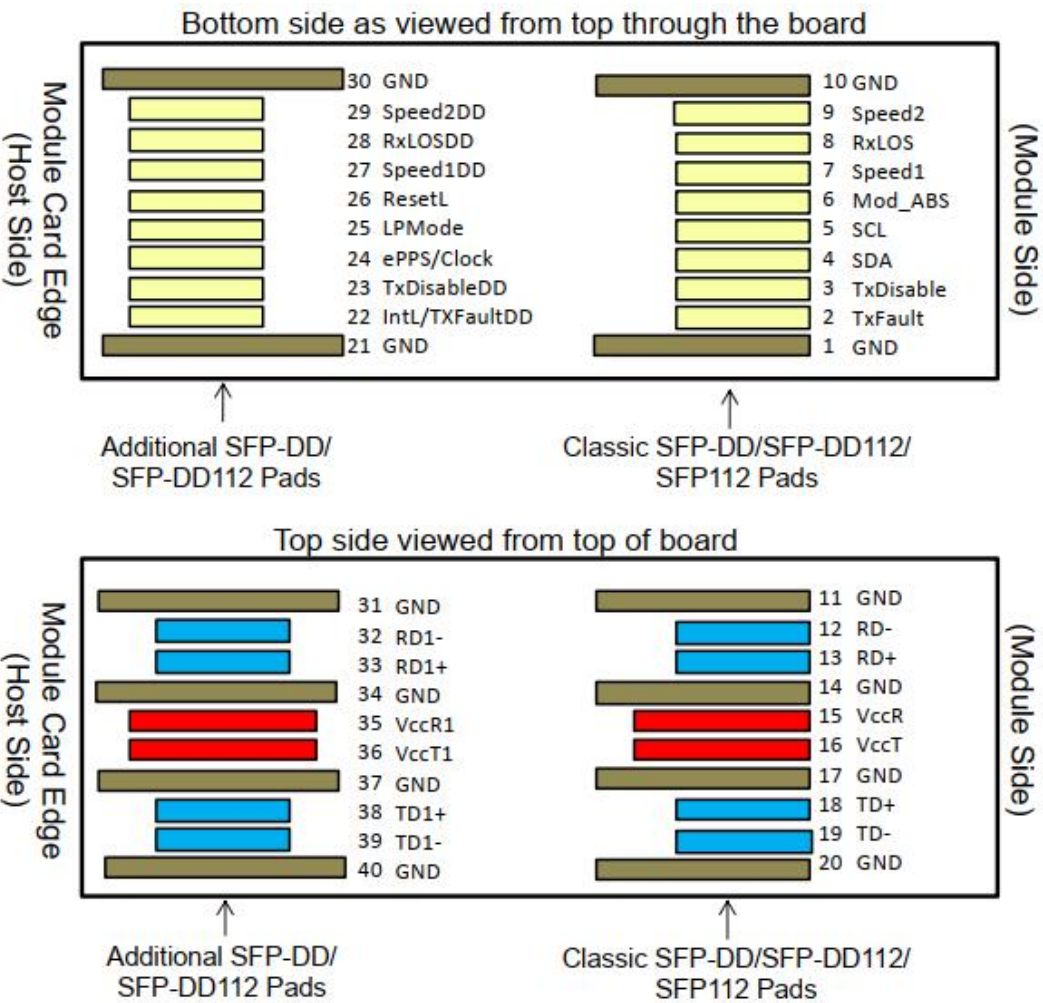 Bottom side as viewed from top through the board
Module Card Edge
(Host Side)
30 GND
29 Speed2DD
28 RxLOSDD
27 Speed1DD
26 ResetL
25 LPMode
24 ePPS/Clock
23 TxDisableDD
22 IntL/TXFaultDD
21 GND
10 GND
9 Speed2
8 RxLOS
7 Speed1
6 Mod_ABS
5 SCL
4 SDA
3 TxDisable
2 TxFault
1 GND
(Module Side)
Additional SFP-DD/
SFP-DD112 Pads
Classic SFP-DD/SFP-DD112/
SFP112 Pads
Top side viewed from top of board
Module Card Edge
(Host Side)
31 GND
32 RD1-
33 RD1+
34 GND
35 VccR1
36 VccT1
37 GND
38 TD1+
39 TD1-
40 GND
11 GND
12 RD-
13 RD+
14 GND
15 VccR
16 VccT
17 GND
18 TD+
19 TD-
20 GND
(Module Side)
Additional SFP-DD/
SFP-DD112 Pads
Classic SFP-DD/SFP-DD112/
SFP112 Pads